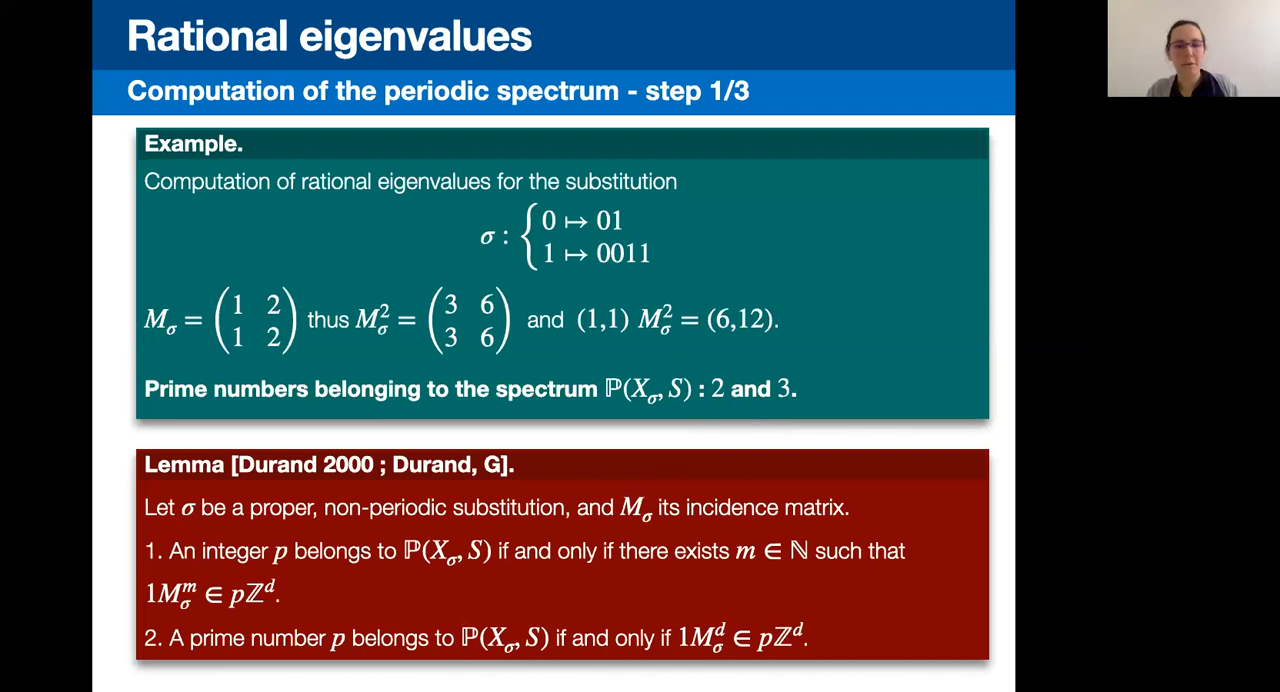 Rational eigenvalues
Computation of the periodic spectrum - step 1/3
Example.
Computation of rational eigenvalues for the substitution
σ : { 0 ↦ 01
1 ↦ 0011
M_σ = (1 2; 1 2) thus M_σ^2 = (3 6; 3 6) and (1,1) M_σ^2 = (6,12).
Prime numbers belonging to the spectrum ℙ(X_σ, S) : 2 and 3.
Lemma [Durand 2000 ; Durand, G].
Let σ be a proper, non-periodic substitution, and M_σ its incidence matrix.
1. An integer p belongs to ℙ(X_σ, S) if and only if there exists m ∈ ℕ such that
1M_σ^m ∈ pℤ^d.
2. A prime number p belongs to ℙ(X_σ, S) if and only if 1M_σ^d ∈ pℤ^d.